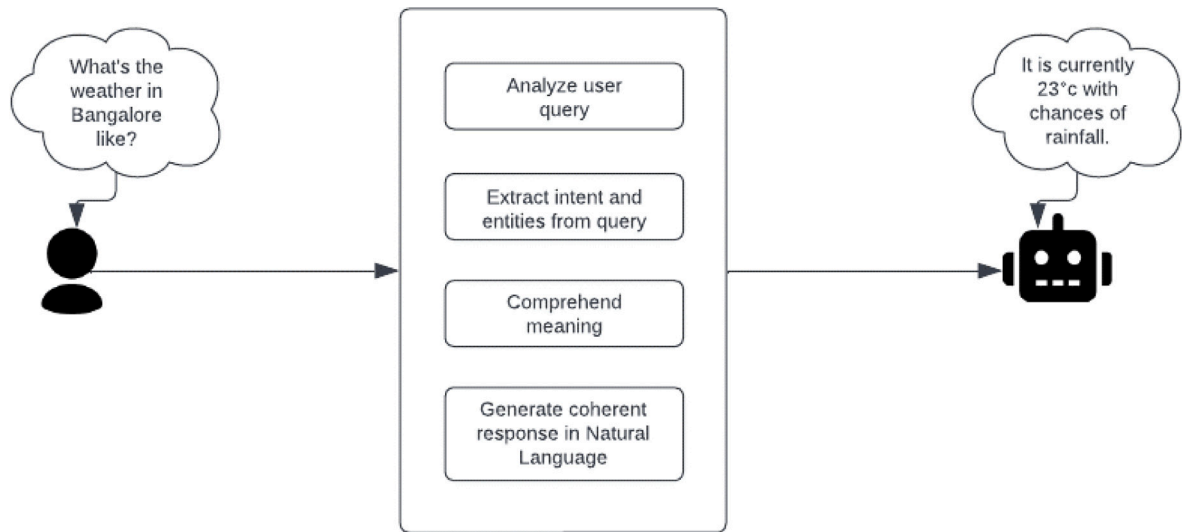 What's the
weather in
Bangalore
like?
Analyze user
query
Extract intent and
entities from query
Comprehend
meaning
Generate coherent
response in Natural
Language
It is currently
23°c with
chances of
rainfall.